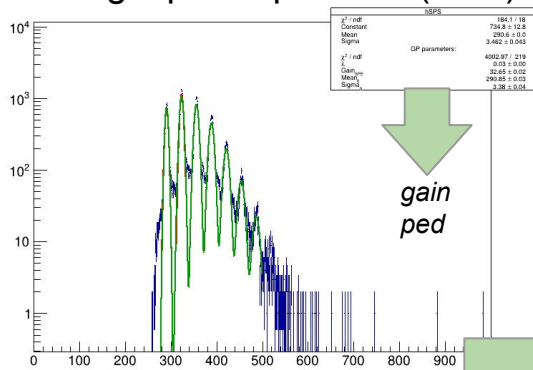 hSPS
χ² / ndf 184.1 / 18
Constant 734.8 ± 12.8
Mean 290.6 ± 0.0
Sigma 3.462 ± 0.043
GP parameters:
χ² / ndf 4002.97 / 219
λ 0.03 ± 0.00
Gain 32.65 ± 0.02
Mean 290.85 ± 0.03
Sigma 3.38 ± 0.04
gain
ped
10⁴
10³
10²
10
1
0 100 200 300 400 500 600 700 800 900